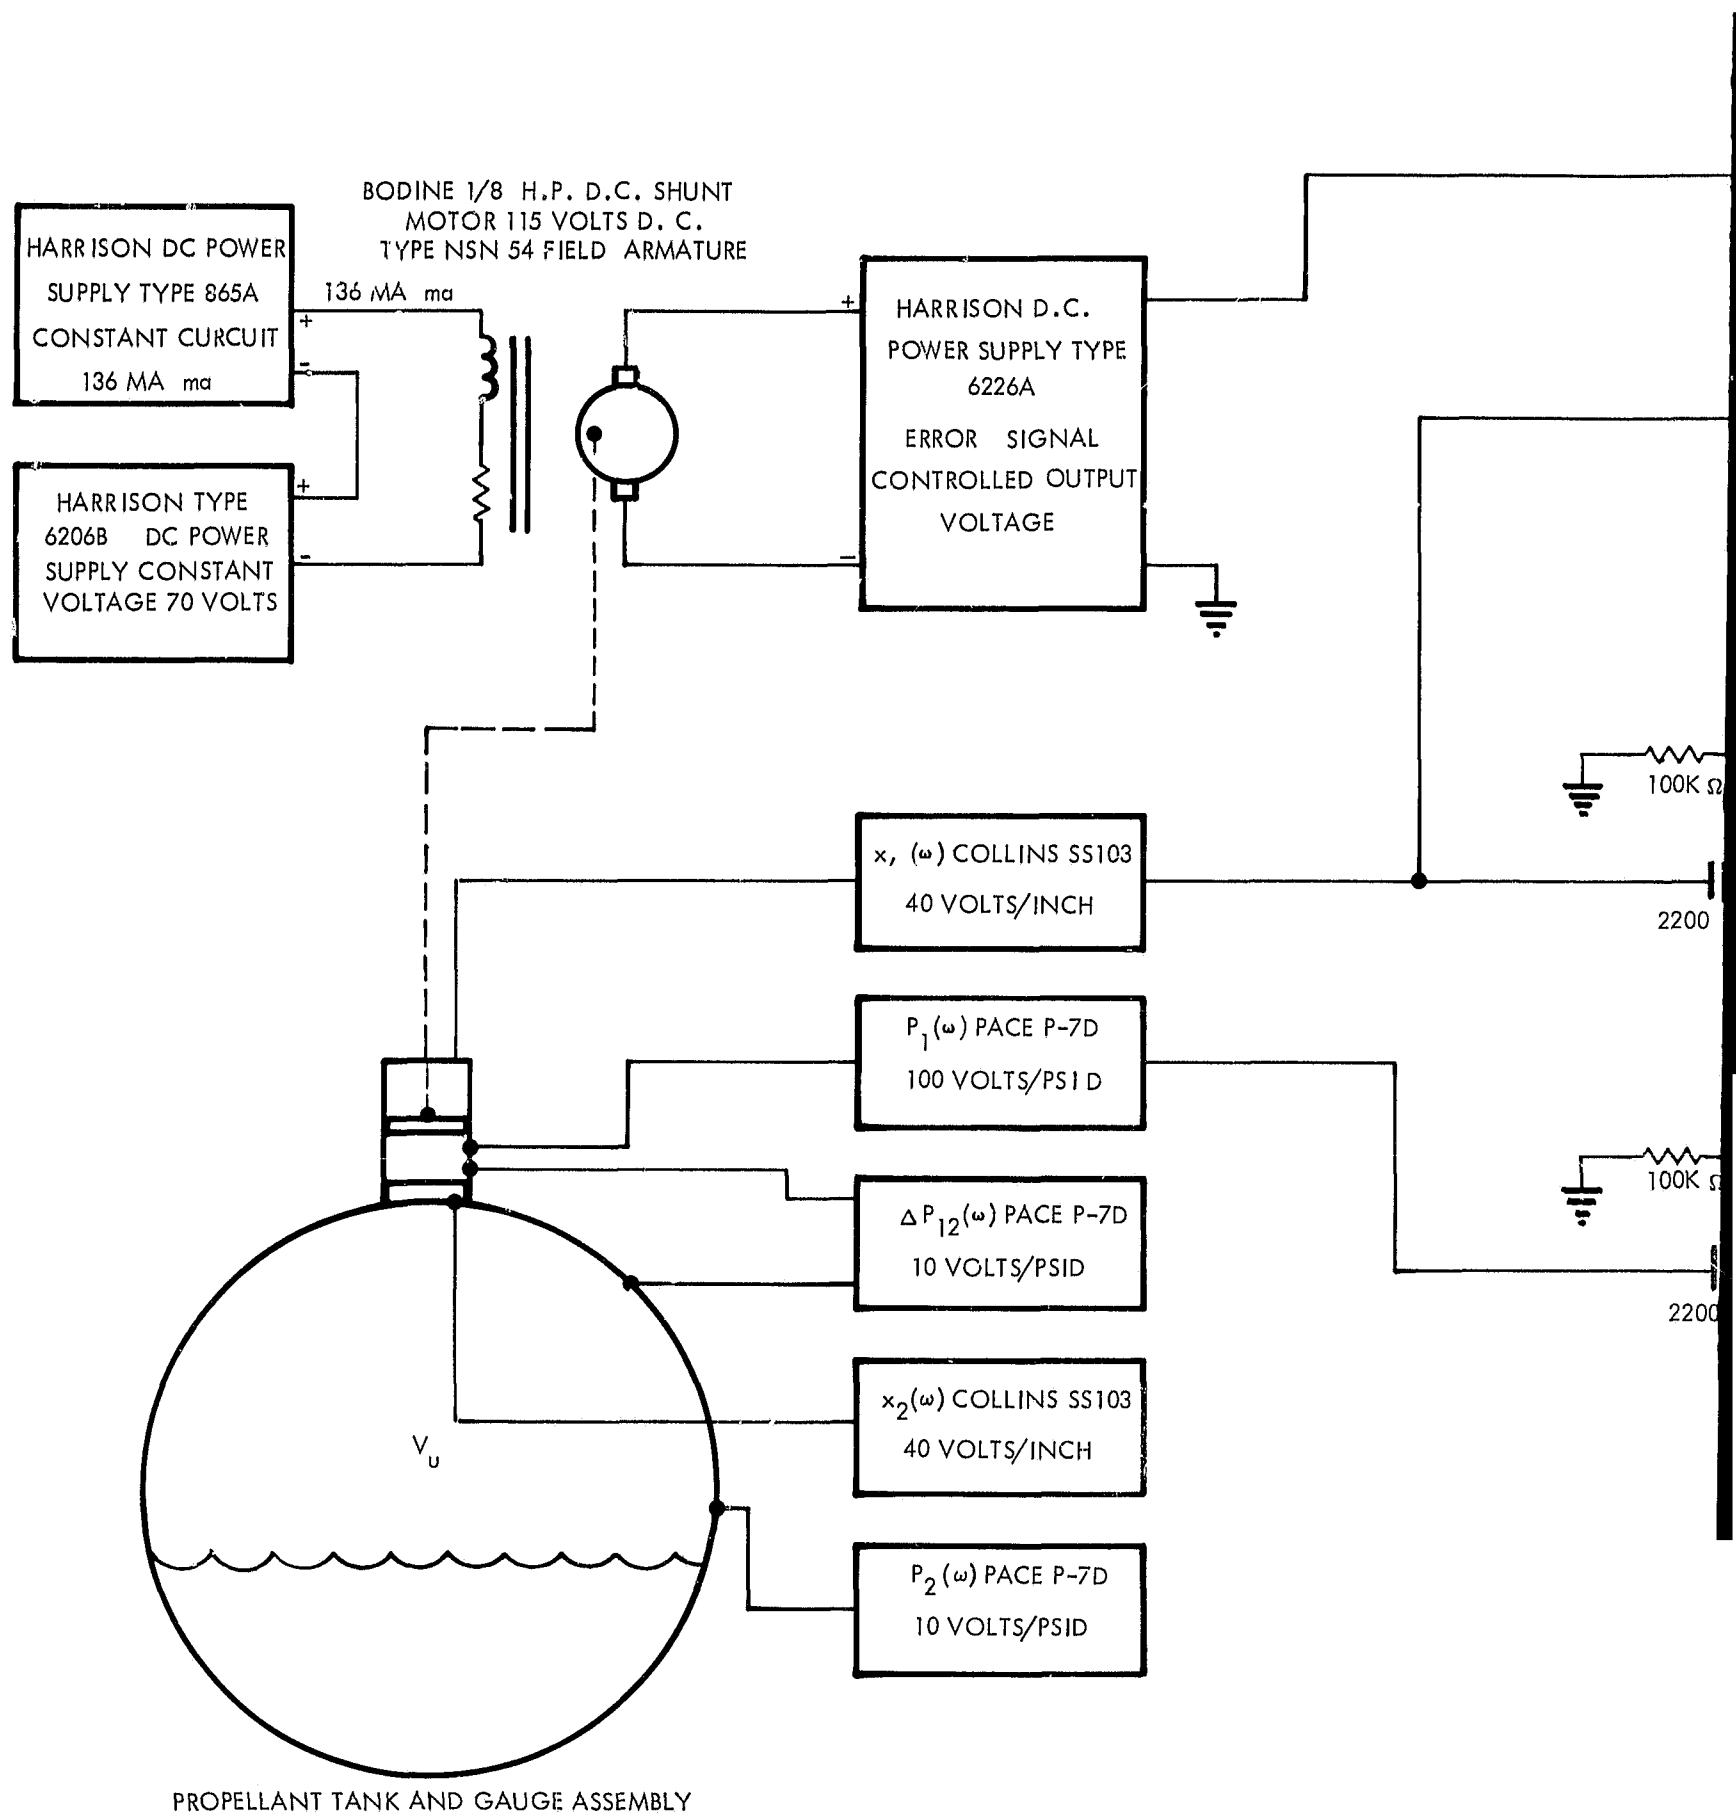 BODINE 1/8 H.P. D.C. SHUNT
MOTOR 115 VOLTS D. C.
TYPE NSN 54 FIELD ARMATURE
HARRISON DC POWER
SUPPLY TYPE 865A
CONSTANT CURCUIT
136 MA ma
136 MA ma
+
-
HARRISON TYPE
6206B DC POWER
SUPPLY CONSTANT
VOLTAGE 70 VOLTS
+
-
+
-
HARRISON D.C.
POWER SUPPLY TYPE
6226A
ERROR SIGNAL
CONTROLLED OUTPUT
VOLTAGE
100K Ω
x, (ω) COLLINS SS103
40 VOLTS/INCH
2200
P1(ω) PACE P-7D
100 VOLTS/PSI D
100K Ω
ΔP12(ω) PACE P-7D
10 VOLTS/PSID
2200
x2(ω) COLLINS SS103
40 VOLTS/INCH
Vu
P2(ω) PACE P-7D
10 VOLTS/PSID
PROPELLANT TANK AND GAUGE ASSEMBLY